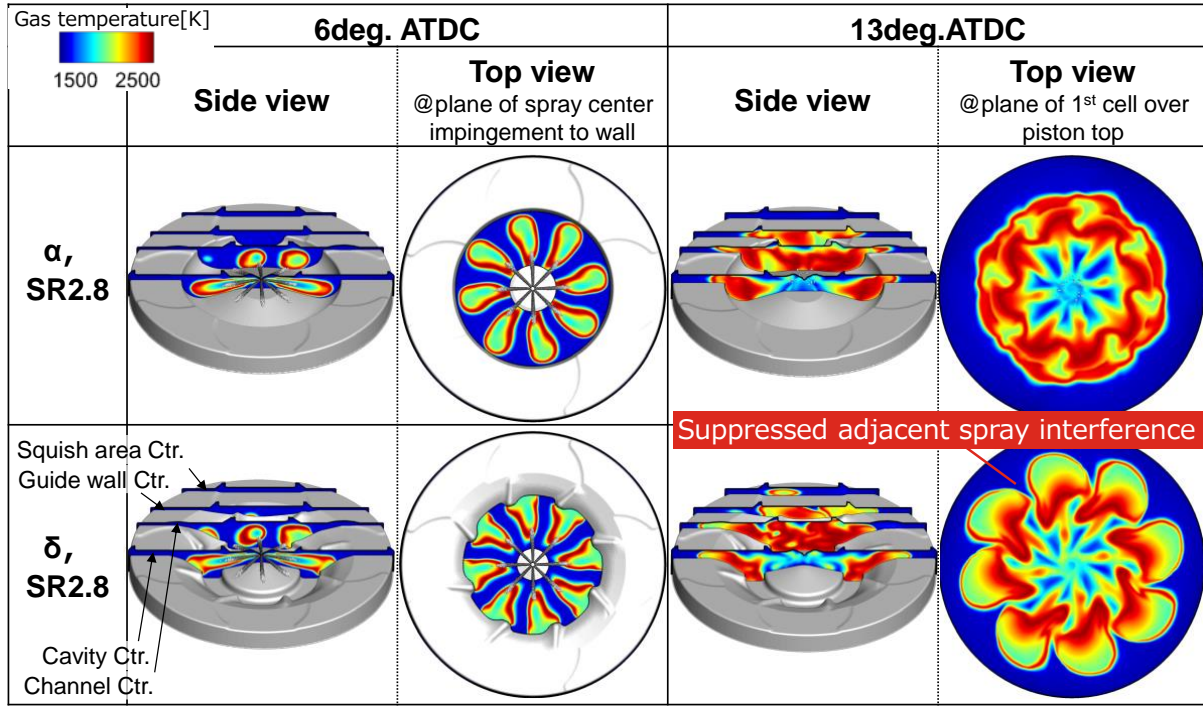 Gas temperature[K]
1500 2500
6deg. ATDC
13deg.ATDC
Side view
Top view
@plane of spray center
impingement to wall
Side view
Top view
@plane of 1st cell over
piston top
α,
SR2.8
Suppressed adjacent spray interference
Squish area Ctr.
Guide wall Ctr.
δ,
SR2.8
Cavity Ctr.
Channel Ctr.